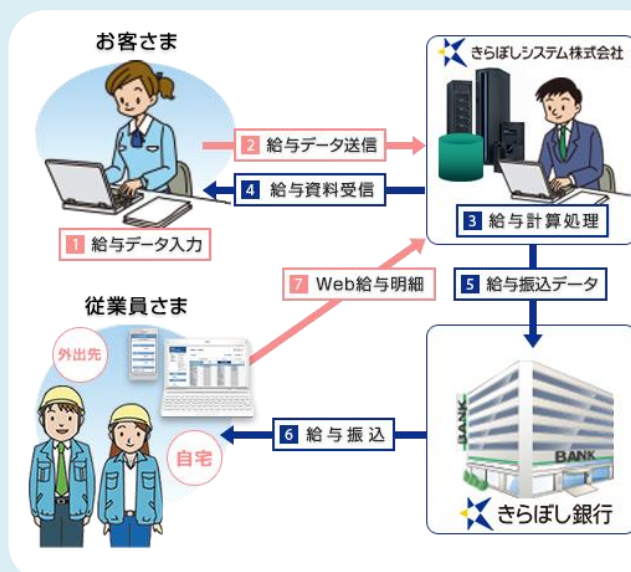 お客さま
きらぼしシステム株式会社
2 給与データ送信
4 給与資料受信
1 給与データ入力
3 給与計算処理
7 Web給与明細
5 給与振込データ
従業員さま
外出先
自宅
6 給与振込
BANK
BANK
きらぼし銀行